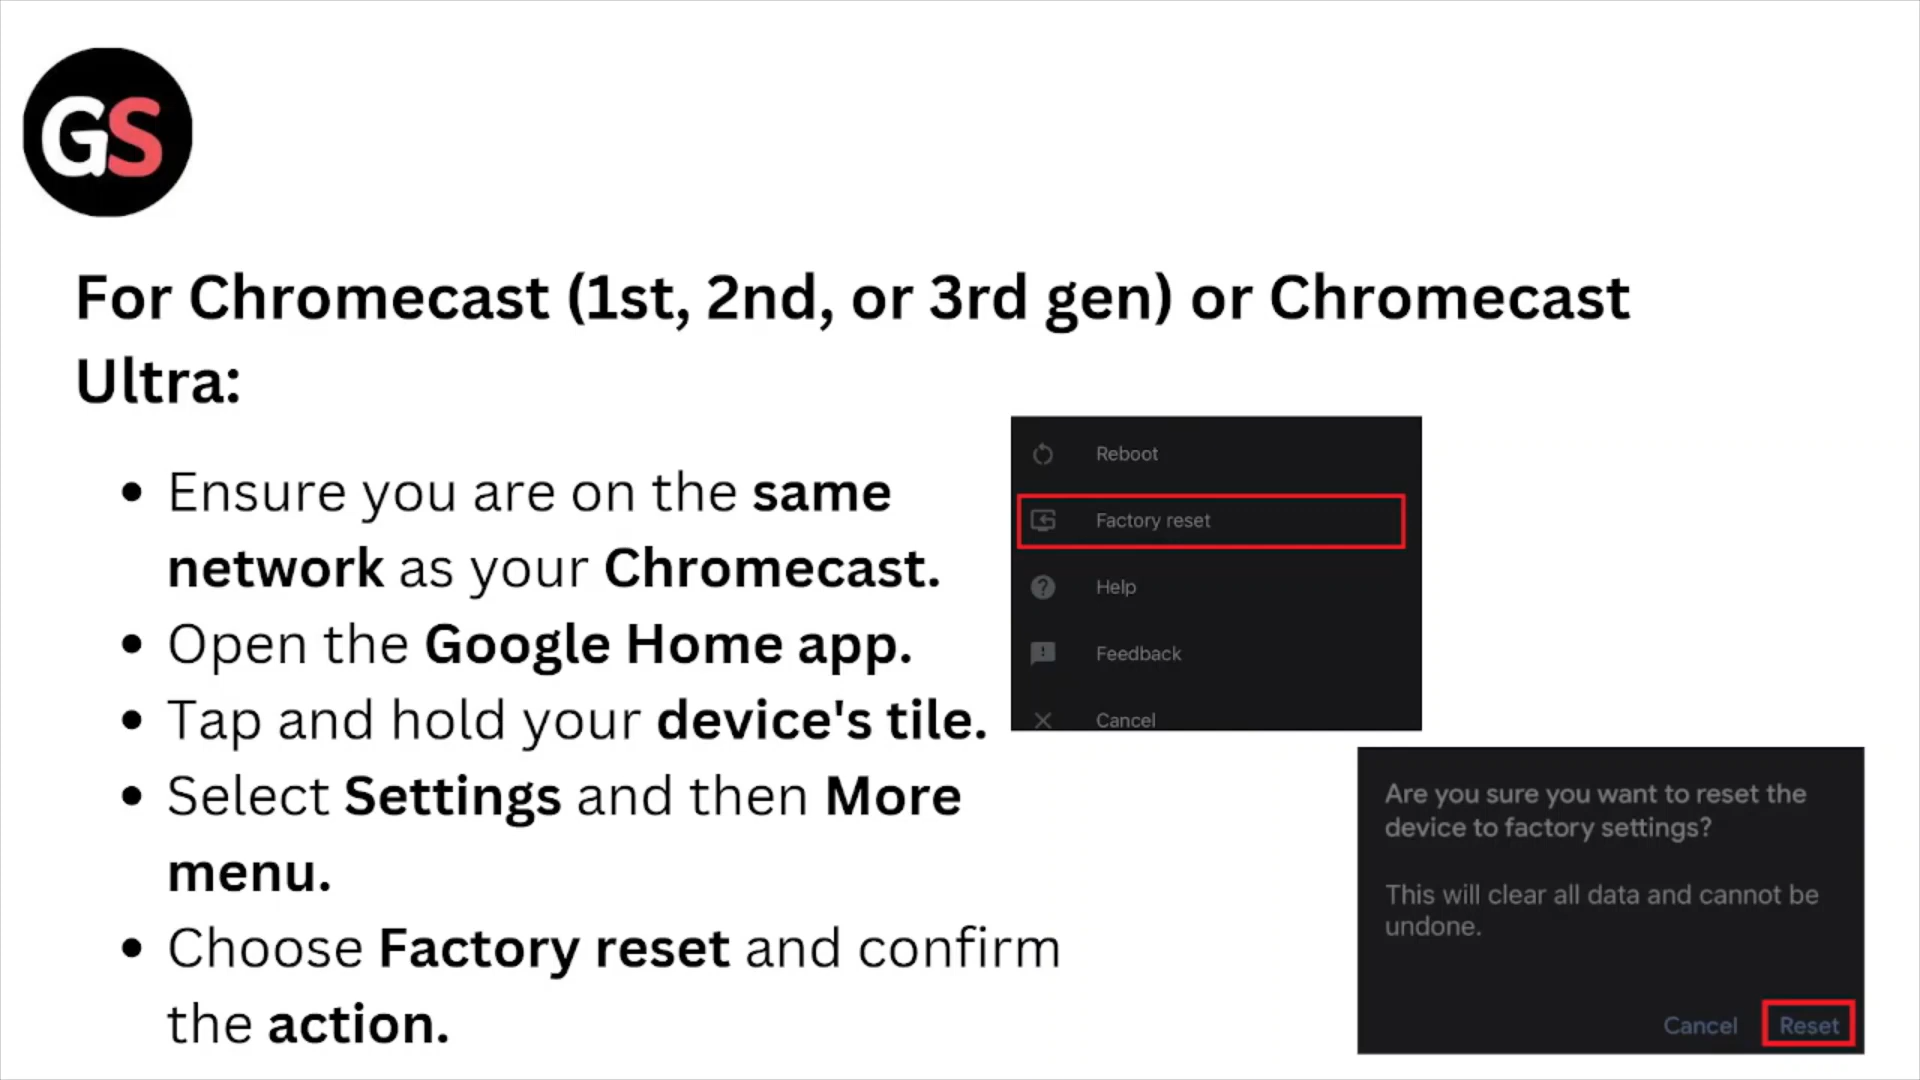 GS
For Chromecast (1st, 2nd, or 3rd gen) or Chromecast
Ultra:
• Ensure you are on the same
network as your Chromecast.
• Open the Google Home app.
• Tap and hold your device's tile.
• Select Settings and then More
menu.
• Choose Factory reset and confirm
the action.
Reboot
Factory reset
Help
Feedback
Cancel
Are you sure you want to reset the
device to factory settings?
This will clear all data and cannot be
undone.
Cancel Reset